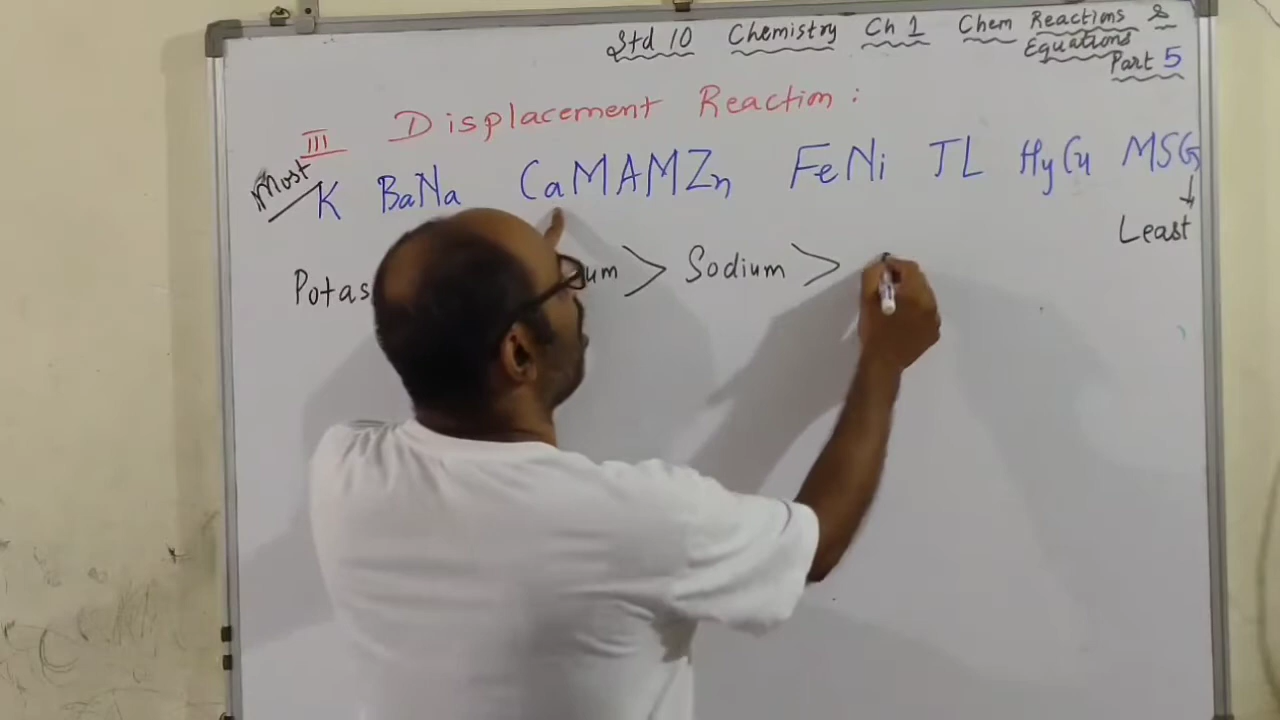 Std 10 Chemistry Ch 1 Chem Reactions &
Equations
Part 5
III Displacement Reaction :
Most
K BaNa CaMAMZn FeNi TL HyCu MSG
Least
Potas um > Sodium >